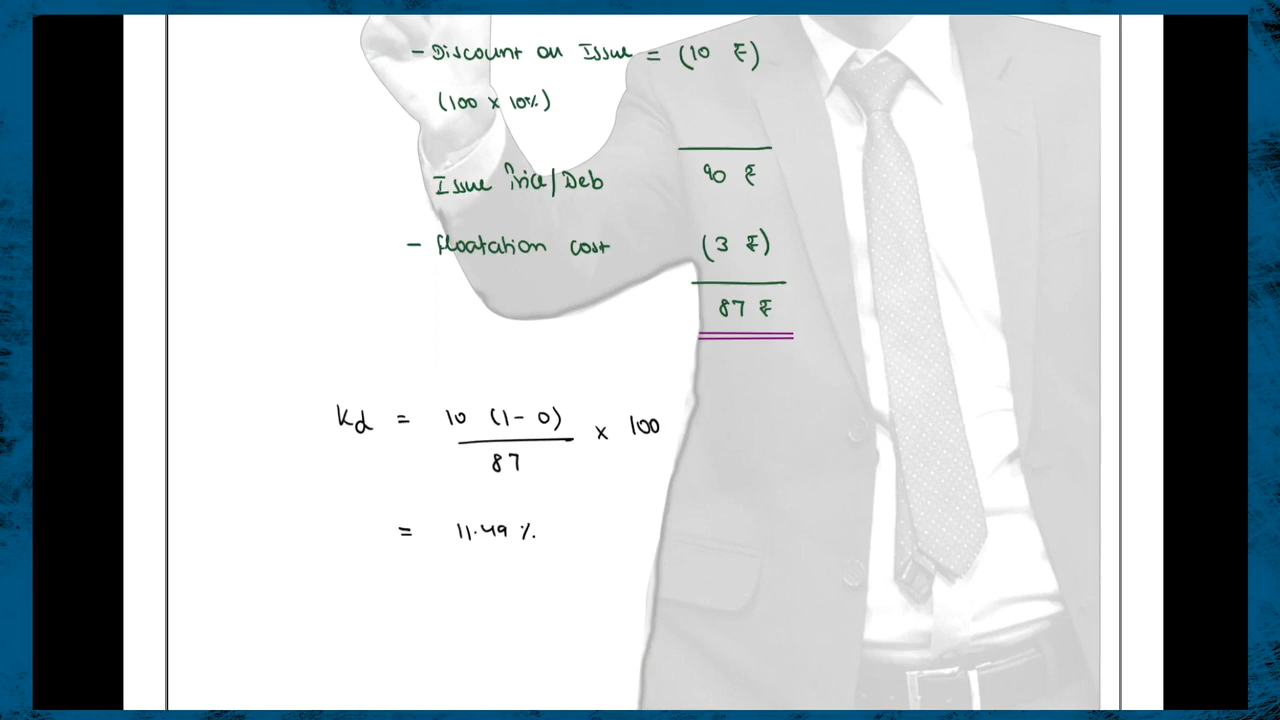 - Discount on Issue = (10 ₹)
(100 x 10%)
Issue Price/Deb 90 ₹
- floatation cost (3 ₹)
87 ₹
Kd = 10 (1-0) / 87 x 100
= 11.49 %.